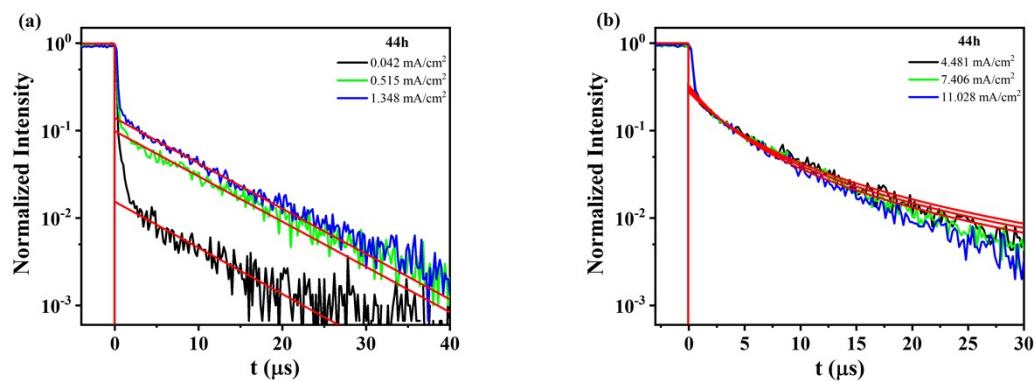 (a)
44h
0.042 mA/cm²
0.515 mA/cm²
1.348 mA/cm²
Normalized Intensity
10⁰
10⁻¹
10⁻²
10⁻³
0 10 20 30 40
t (μs)
(b)
44h
4.481 mA/cm²
7.406 mA/cm²
11.028 mA/cm²
Normalized Intensity
10⁰
10⁻¹
10⁻²
10⁻³
0 5 10 15 20 25 30
t (μs)